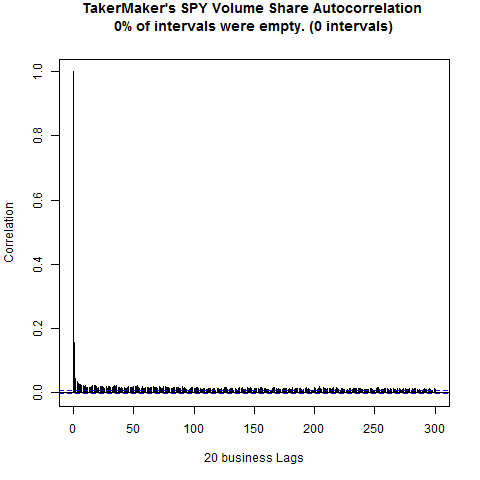 TakerMaker's SPY Volume Share Autocorrelation
0% of intervals were empty. (0 intervals)
Correlation
1.0
0.8
0.6
0.4
0.2
0.0
0 50 100 150 200 250 300
20 business Lags